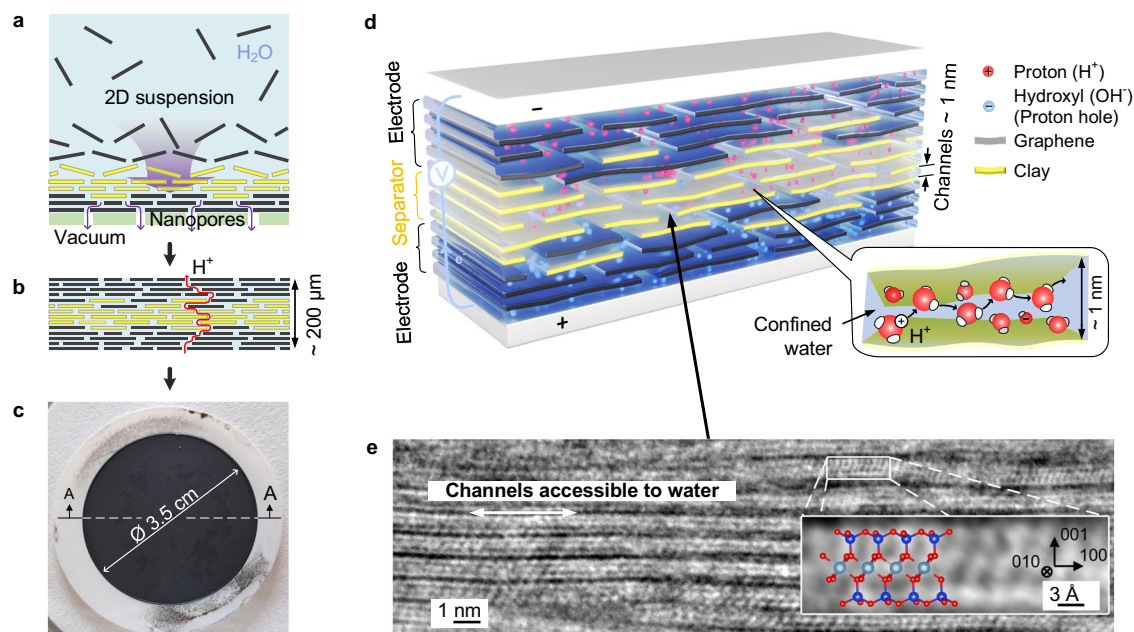 a
H₂O
2D suspension
Nanopores
Vacuum
b
H⁺
~ 200 µm
c
A
A
Ø 3.5 cm
d
Electrode
Separator
Electrode
-
V
e⁻
+
Channels ~ 1 nm
+ Proton (H⁺)
- Hydroxyl (OH⁻)
(Proton hole)
Graphene
Clay
Confined
water
+
H⁺
-
~ 1 nm
e
Channels accessible to water
1 nm
001
010
100
3 Å